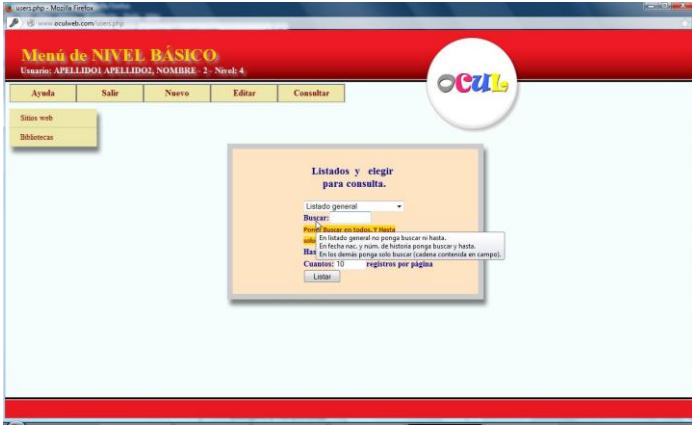 users.php - Mozilla Firefox
www.oculweb.com/users.php
Menú de NIVEL BÁSICO
Usuario: APELLIDO1 APELLIDO2, NOMBRE - 2 - Nivel: 4
OCUL
Ayuda Salir Nuevo Editar Consultar
Sitios web
Bibliotecas
Listados y elegir
para consulta.
Listado general
Buscar:
Poner Buscar en todos. Y Hasta
solo
En listado general no ponga buscar ni hasta.
En fecha nac. y núm. de historia ponga buscar y hasta.
En los demás ponga solo buscar (cadena contenida en campo).
Has
Cuantos: 10 registros por página
Listar